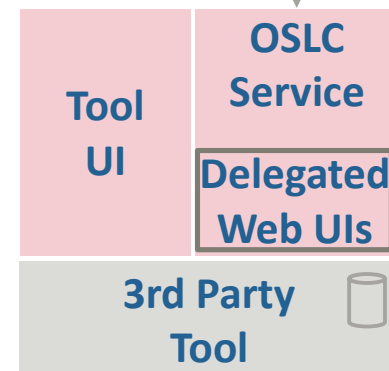 Tool
UI
OSLC
Service
Delegated
Web UIs
3rd Party
Tool